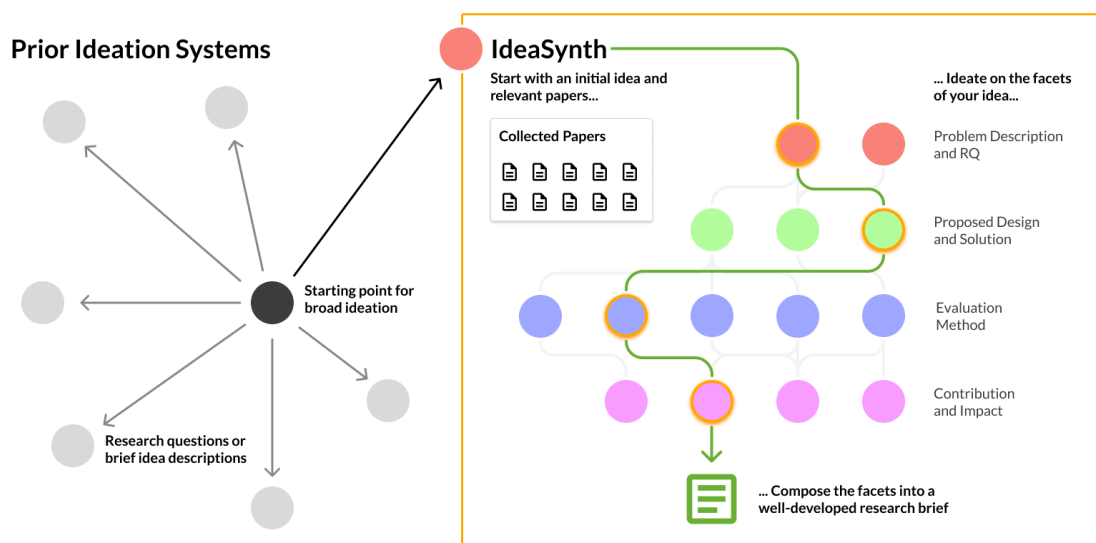 Prior Ideation Systems
IdeaSynth
Start with an initial idea and
relevant papers...
... Ideate on the facets
of your idea...
Collected Papers
Problem Description
and RQ
Proposed Design
and Solution
Starting point for
broad ideation
Evaluation
Method
Contribution
and Impact
Research questions or
brief idea descriptions
... Compose the facets into a
well-developed research brief